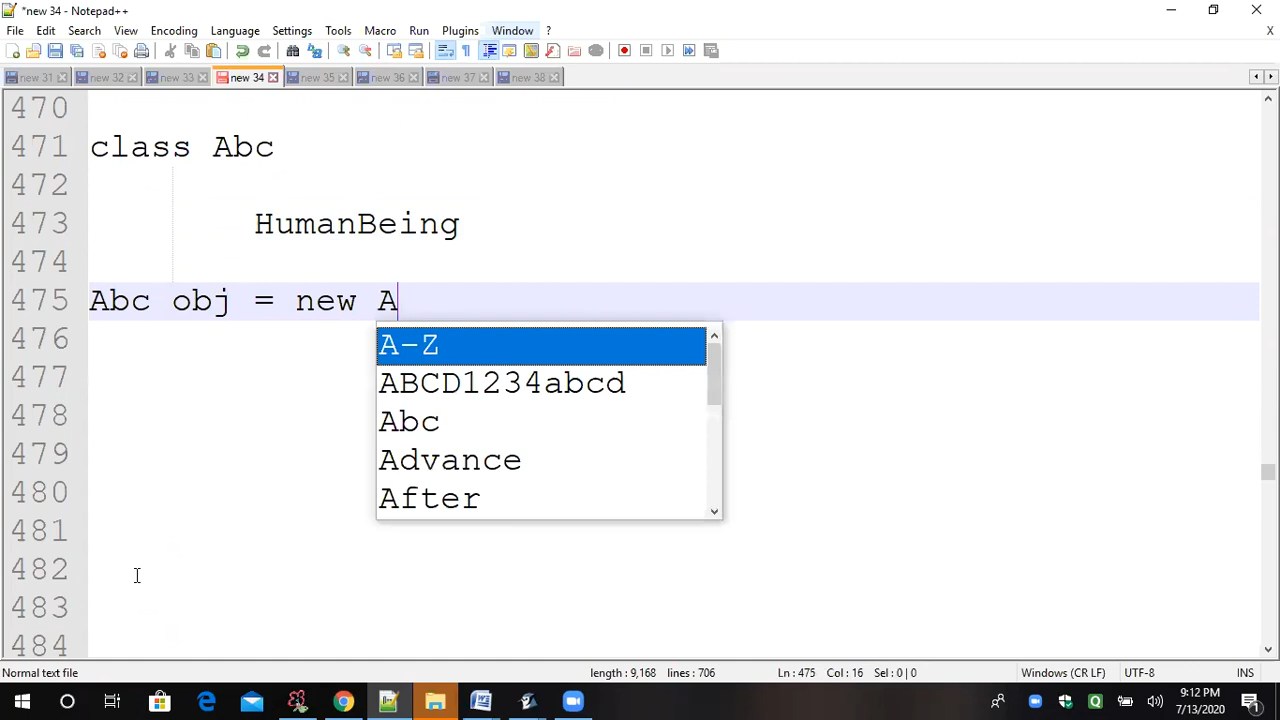 *new 34 - Notepad++
File Edit Search View Encoding Language Settings Tools Macro Run Plugins Window ? X
new 31 new 32 new 33 new 34 new 35 new 36 new 37 new 38
470
471 class Abc
472
473 HumanBeing
474
475 Abc obj = new A
476 A-Z
477 ABCD1234abcd
478 Abc
479 Advance
480 After
481
482
483
484
Normal text file length : 9,168 lines : 706 Ln : 475 Col : 16 Sel : 0 | 0 Windows (CR LF) UTF-8 INS
9:12 PM
7/13/2020